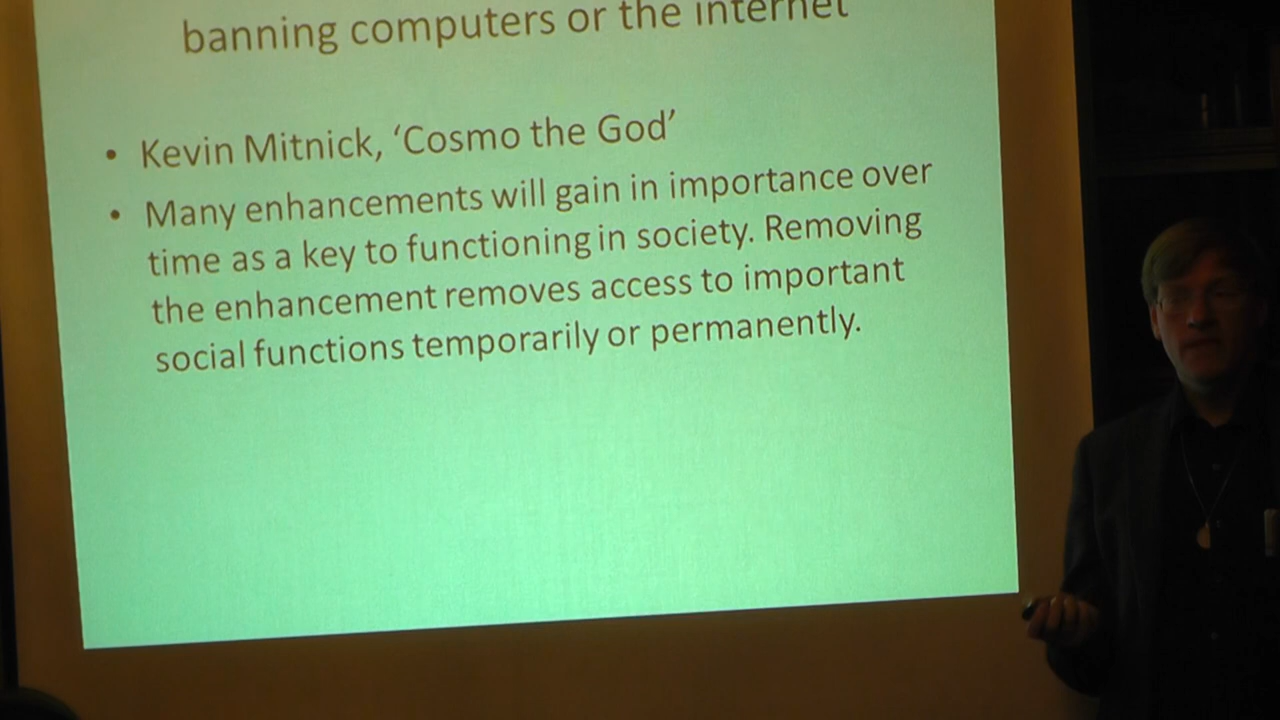 banning computers or the internet
• Kevin Mitnick, ‘Cosmo the God’
• Many enhancements will gain in importance over
time as a key to functioning in society. Removing
the enhancement removes access to important
social functions temporarily or permanently.